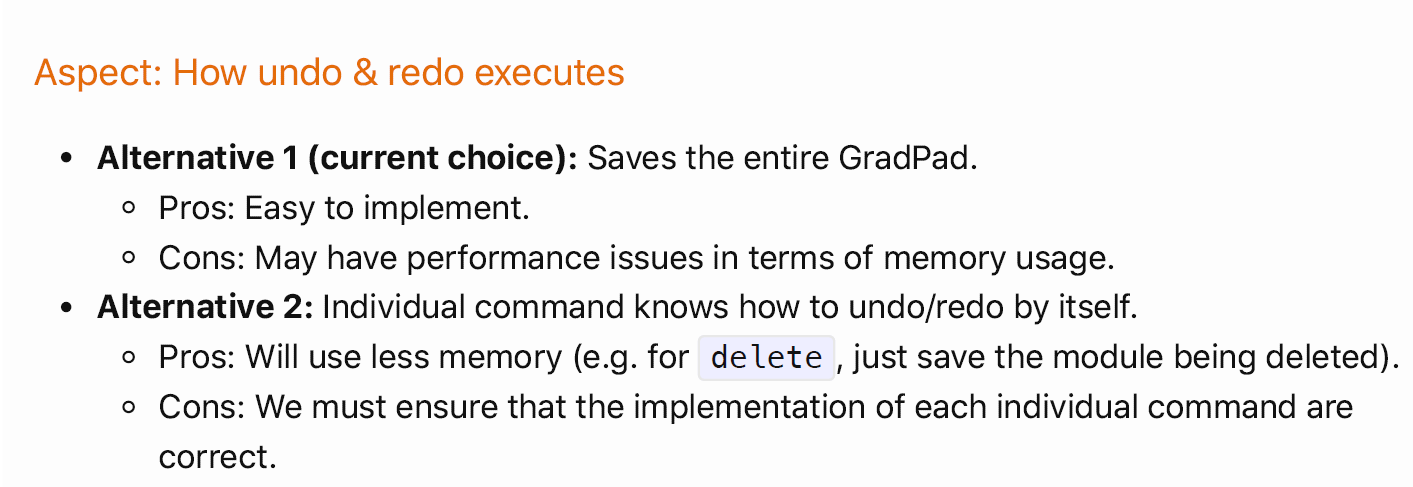 Aspect: How undo & redo executes
• Alternative 1 (current choice): Saves the entire GradPad.
◦ Pros: Easy to implement.
◦ Cons: May have performance issues in terms of memory usage.
• Alternative 2: Individual command knows how to undo/redo by itself.
◦ Pros: Will use less memory (e.g. for delete, just save the module being deleted).
◦ Cons: We must ensure that the implementation of each individual command are
correct.